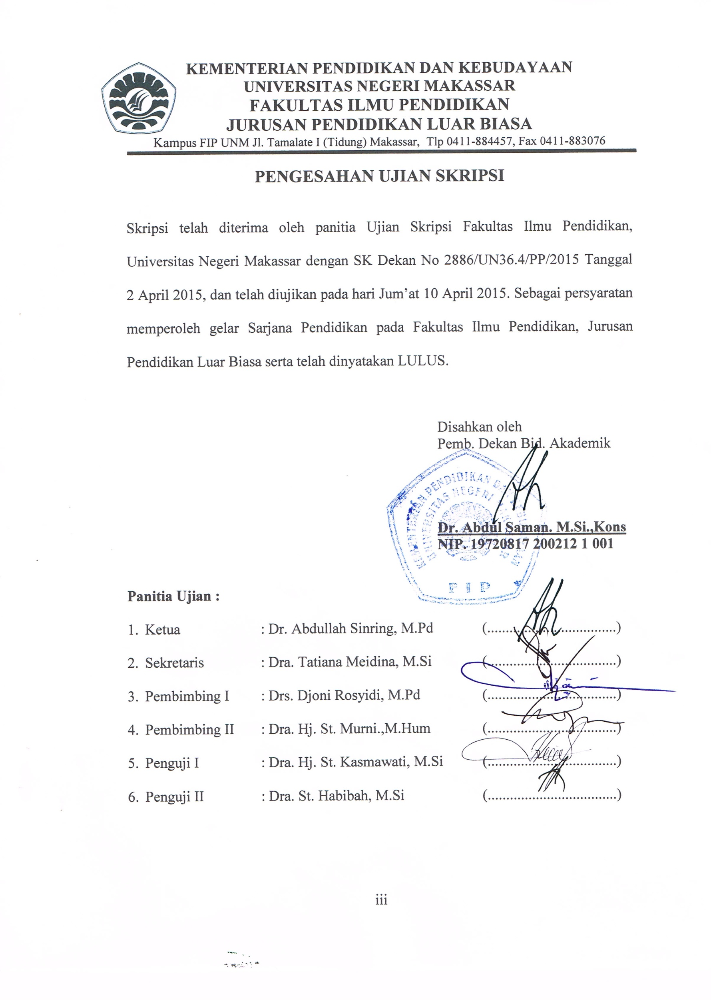 KEMENTERIAN PENDIDIKAN DAN KEBUDAYAAN
UNIVERSITAS NEGERI MAKASSAR
FAKULTAS ILMU PENDIDIKAN
JURUSAN PENDIDIKAN LUAR BIASA
Kampus FIP UNM Jl. Tamalate I (Tidung) Makassar, Tlp 0411-884457, Fax 0411-883076
PENGESAHAN UJIAN SKRIPSI
Skripsi telah diterima oleh panitia Ujian Skripsi Fakultas Ilmu Pendidikan,
Universitas Negeri Makassar dengan SK Dekan No 2886/UN36.4/PP/2015 Tanggal
2 April 2015, dan telah diujikan pada hari Jum’at 10 April 2015. Sebagai persyaratan
memperoleh gelar Sarjana Pendidikan pada Fakultas Ilmu Pendidikan, Jurusan
Pendidikan Luar Biasa serta telah dinyatakan LULUS.
Disahkan oleh
Pemb. Dekan Bid. Akademik
PENDIDIKAN
UNIVERSITAS NEGERI
Dr. Abdul Saman. M.Si.,Kons
NIP. 19720817 200212 1 001
FIP
Panitia Ujian :
1. Ketua : Dr. Abdullah Sinring, M.Pd (...................................)
2. Sekretaris : Dra. Tatiana Meidina, M.Si (...................................)
3. Pembimbing I : Drs. Djoni Rosyidi, M.Pd (...................................)
4. Pembimbing II : Dra. Hj. St. Murni.,M.Hum (...................................)
5. Penguji I : Dra. Hj. St. Kasmawati, M.Si (...................................)
6. Penguji II : Dra. St. Habibah, M.Si (...................................)
iii